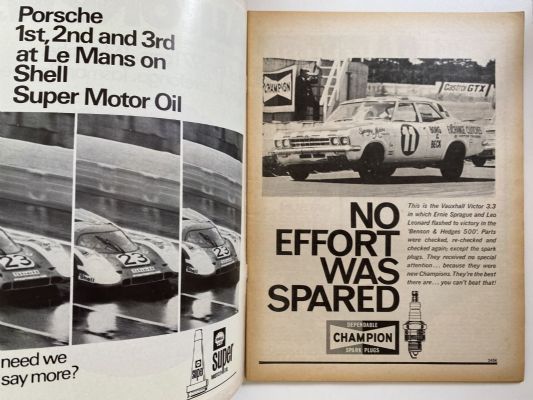 Porsche
1st, 2nd and 3rd
at Le Mans on
Shell
Super Motor Oil
23
23
23
need we
say more?
SHELL
super
CHAMPION
Castrol GTX
11
NO
EFFORT
WAS
SPARED
This is the Vauxhall Victor 3.3
in which Ernie Sprague and Leo
Leonard flashed to victory in the
'Benson & Hedges 500'. Parts
were checked, re-checked and
checked again; except the spark
plugs. They received no special
attention... because they were
new Champions. They're the best
there are... you can't beat that!
DEPENDABLE
CHAMPION
SPARK PLUGS